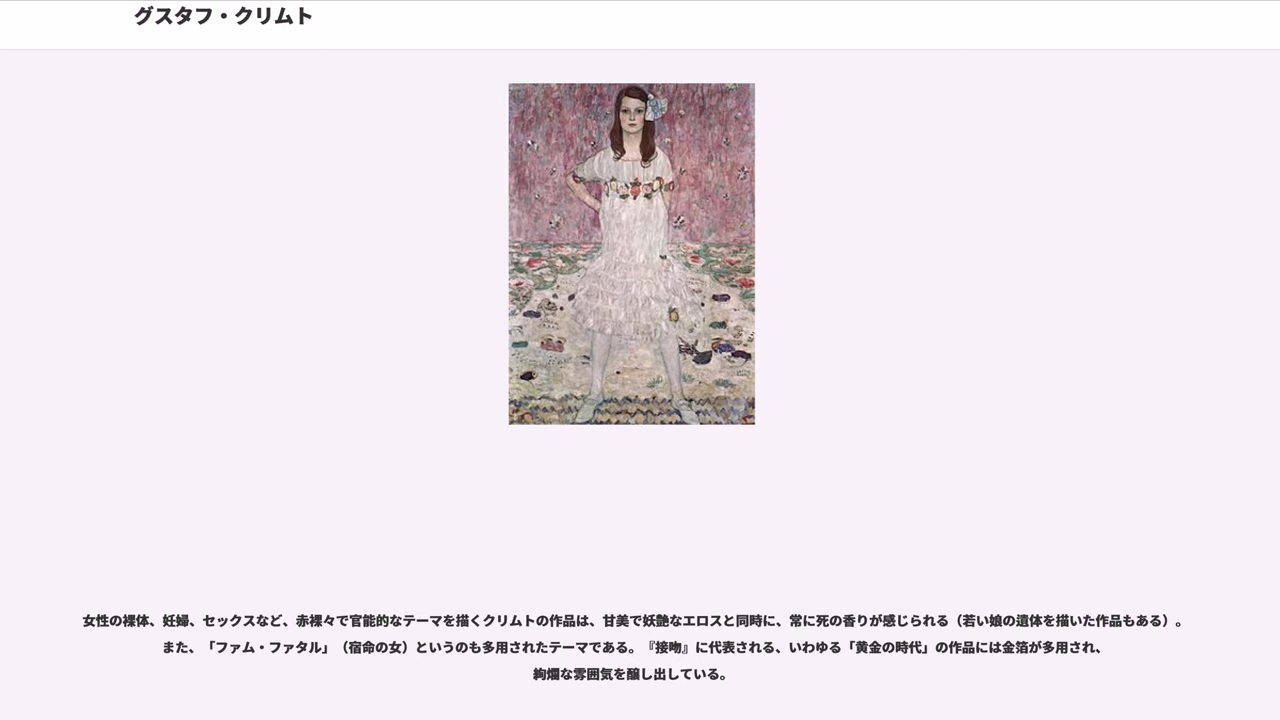 グスタフ・クリムト
女性の裸体、妊婦、セックスなど、赤裸々で官能的なテーマを描くクリムトの作品は、甘美で妖艶なエロスと同時に、常に死の香りが感じられる（若い娘の遺体を描いた作品もある）。
また、「ファム・ファタル」（宿命の女）というのも多用されたテーマである。『接吻』に代表される、いわゆる「黄金の時代」の作品には金箔が多用され、
絢爛な雰囲気を醸し出している。